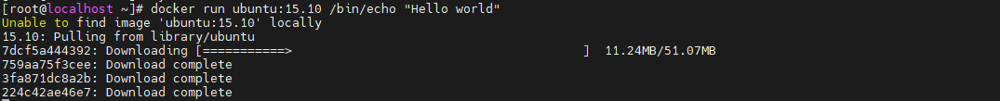 [root@localhost ~]# docker run ubuntu:15.10 /bin/echo "Hello world"
Unable to find image 'ubuntu:15.10' locally
15.10: Pulling from library/ubuntu
7dcf5a444392: Downloading [===========>                                       ]  11.24MB/51.07MB
759aa75f3cee: Download complete
3fa871dc8a2b: Download complete
224c42ae46e7: Download complete